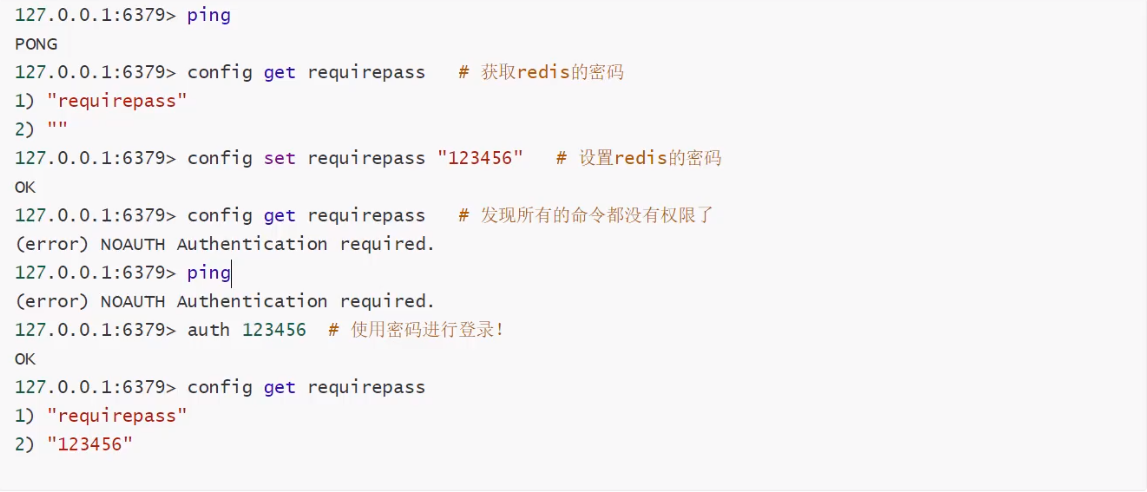 127.0.0.1:6379> ping
PONG
127.0.0.1:6379> config get requirepass   # 获取redis的密码
1) "requirepass"
2) ""
127.0.0.1:6379> config set requirepass "123456"   # 设置redis的密码
OK
127.0.0.1:6379> config get requirepass   # 发现所有的命令都没有权限了
(error) NOAUTH Authentication required.
127.0.0.1:6379> ping
(error) NOAUTH Authentication required.
127.0.0.1:6379> auth 123456  # 使用密码进行登录!
OK
127.0.0.1:6379> config get requirepass
1) "requirepass"
2) "123456"